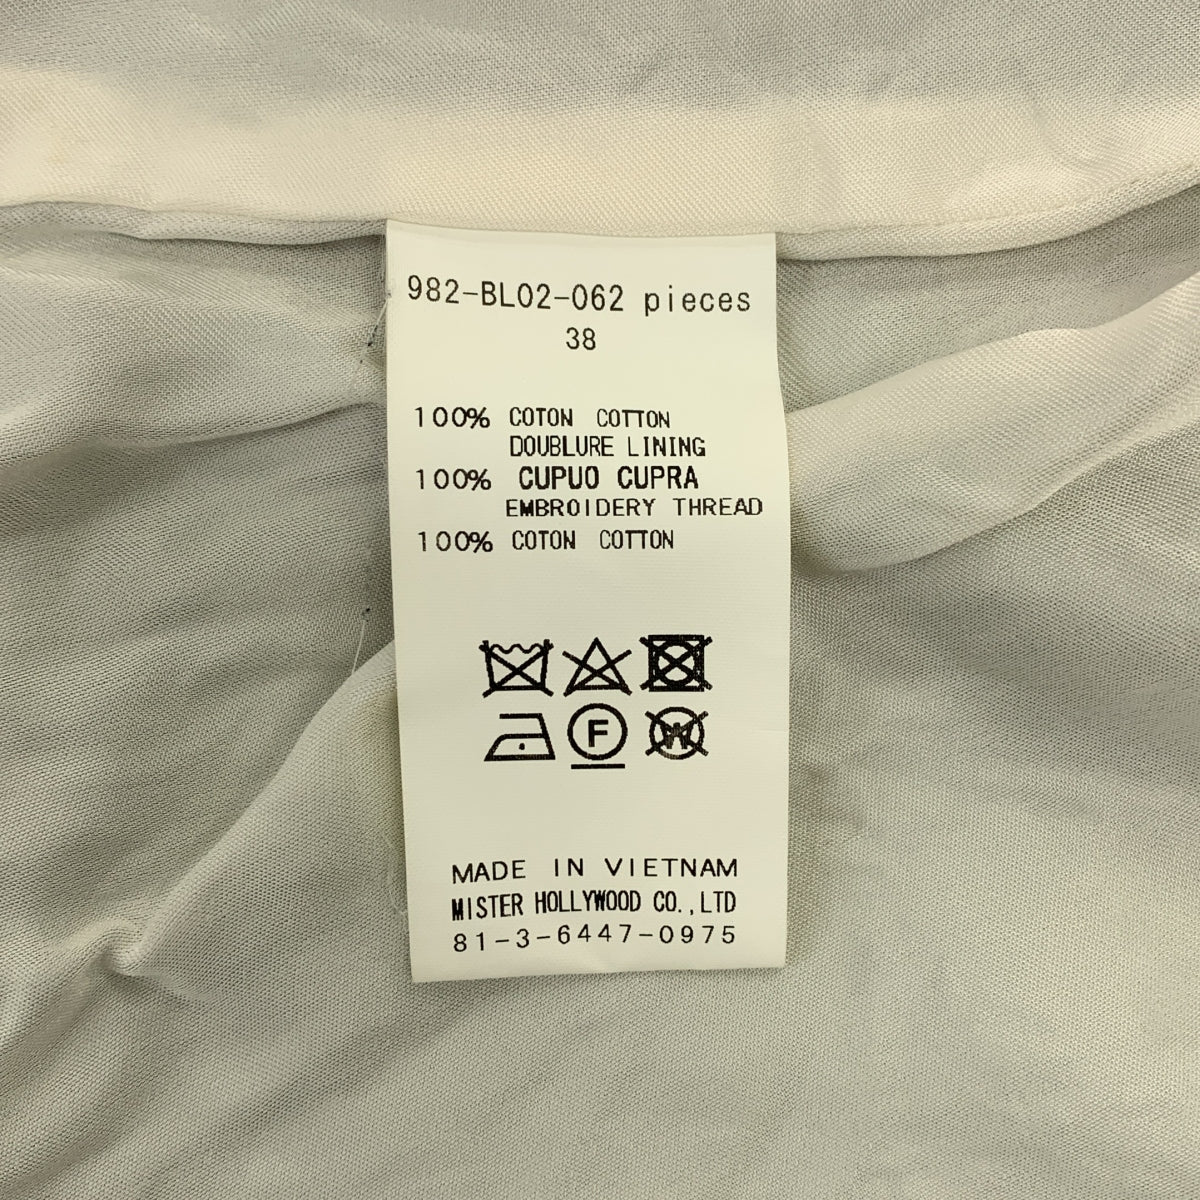 982-BL02-062 pieces
38
100% COTON COTTON
DOUBLURE LINING
100% CUPUO CUPRA
EMBROIDERY THREAD
100% COTON COTTON
F W
MADE IN VIETNAM
MISTER HOLLYWOOD CO.,LTD
81-3-6447-0975